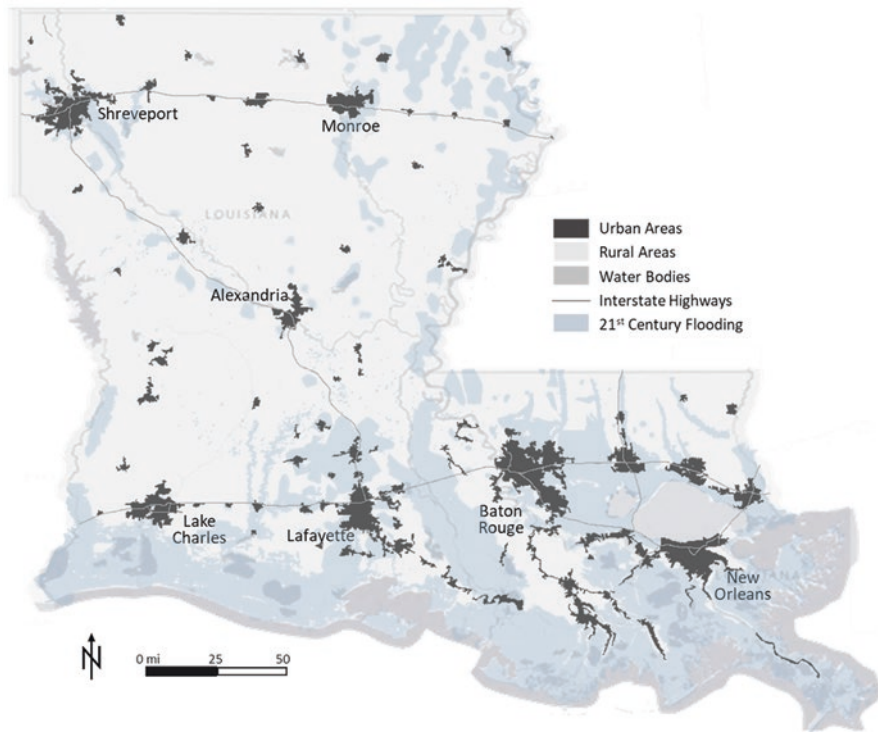 Shreveport
Monroe
LOUISIANA
Urban Areas
Rural Areas
Water Bodies
Interstate Highways
21st Century Flooding
Alexandria
Lake
Charles
Lafayette
Baton
Rouge
New
Orleans
N
0 mi 25 50